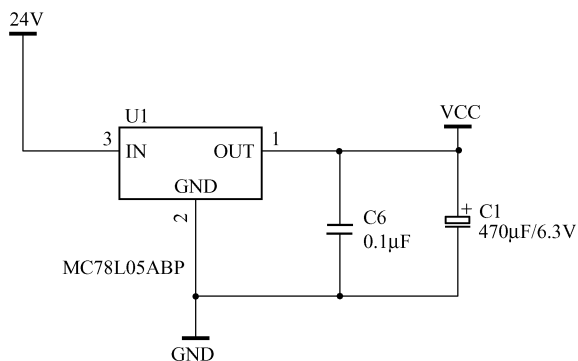 24V
U1
VCC
3
IN
OUT
1
GND
2
C6
0.1μF
+
C1
470μF/6.3V
MC78L05ABP
GND